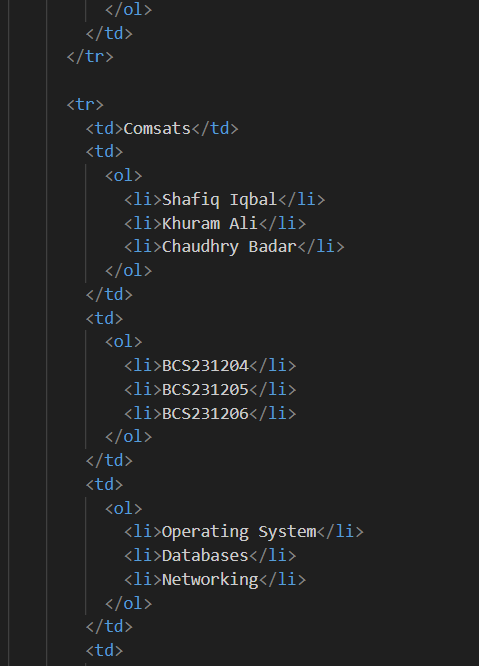 </ol>
</td>
</tr>
<tr>
<td>Comsats</td>
<td>
<ol>
<li>Shafiq Iqbal</li>
<li>Khuram Ali</li>
<li>Chaudhry Badar</li>
</ol>
</td>
<td>
<ol>
<li>BCS231204</li>
<li>BCS231205</li>
<li>BCS231206</li>
</ol>
</td>
<td>
<ol>
<li>Operating System</li>
<li>Databases</li>
<li>Networking</li>
</ol>
</td>
<td>